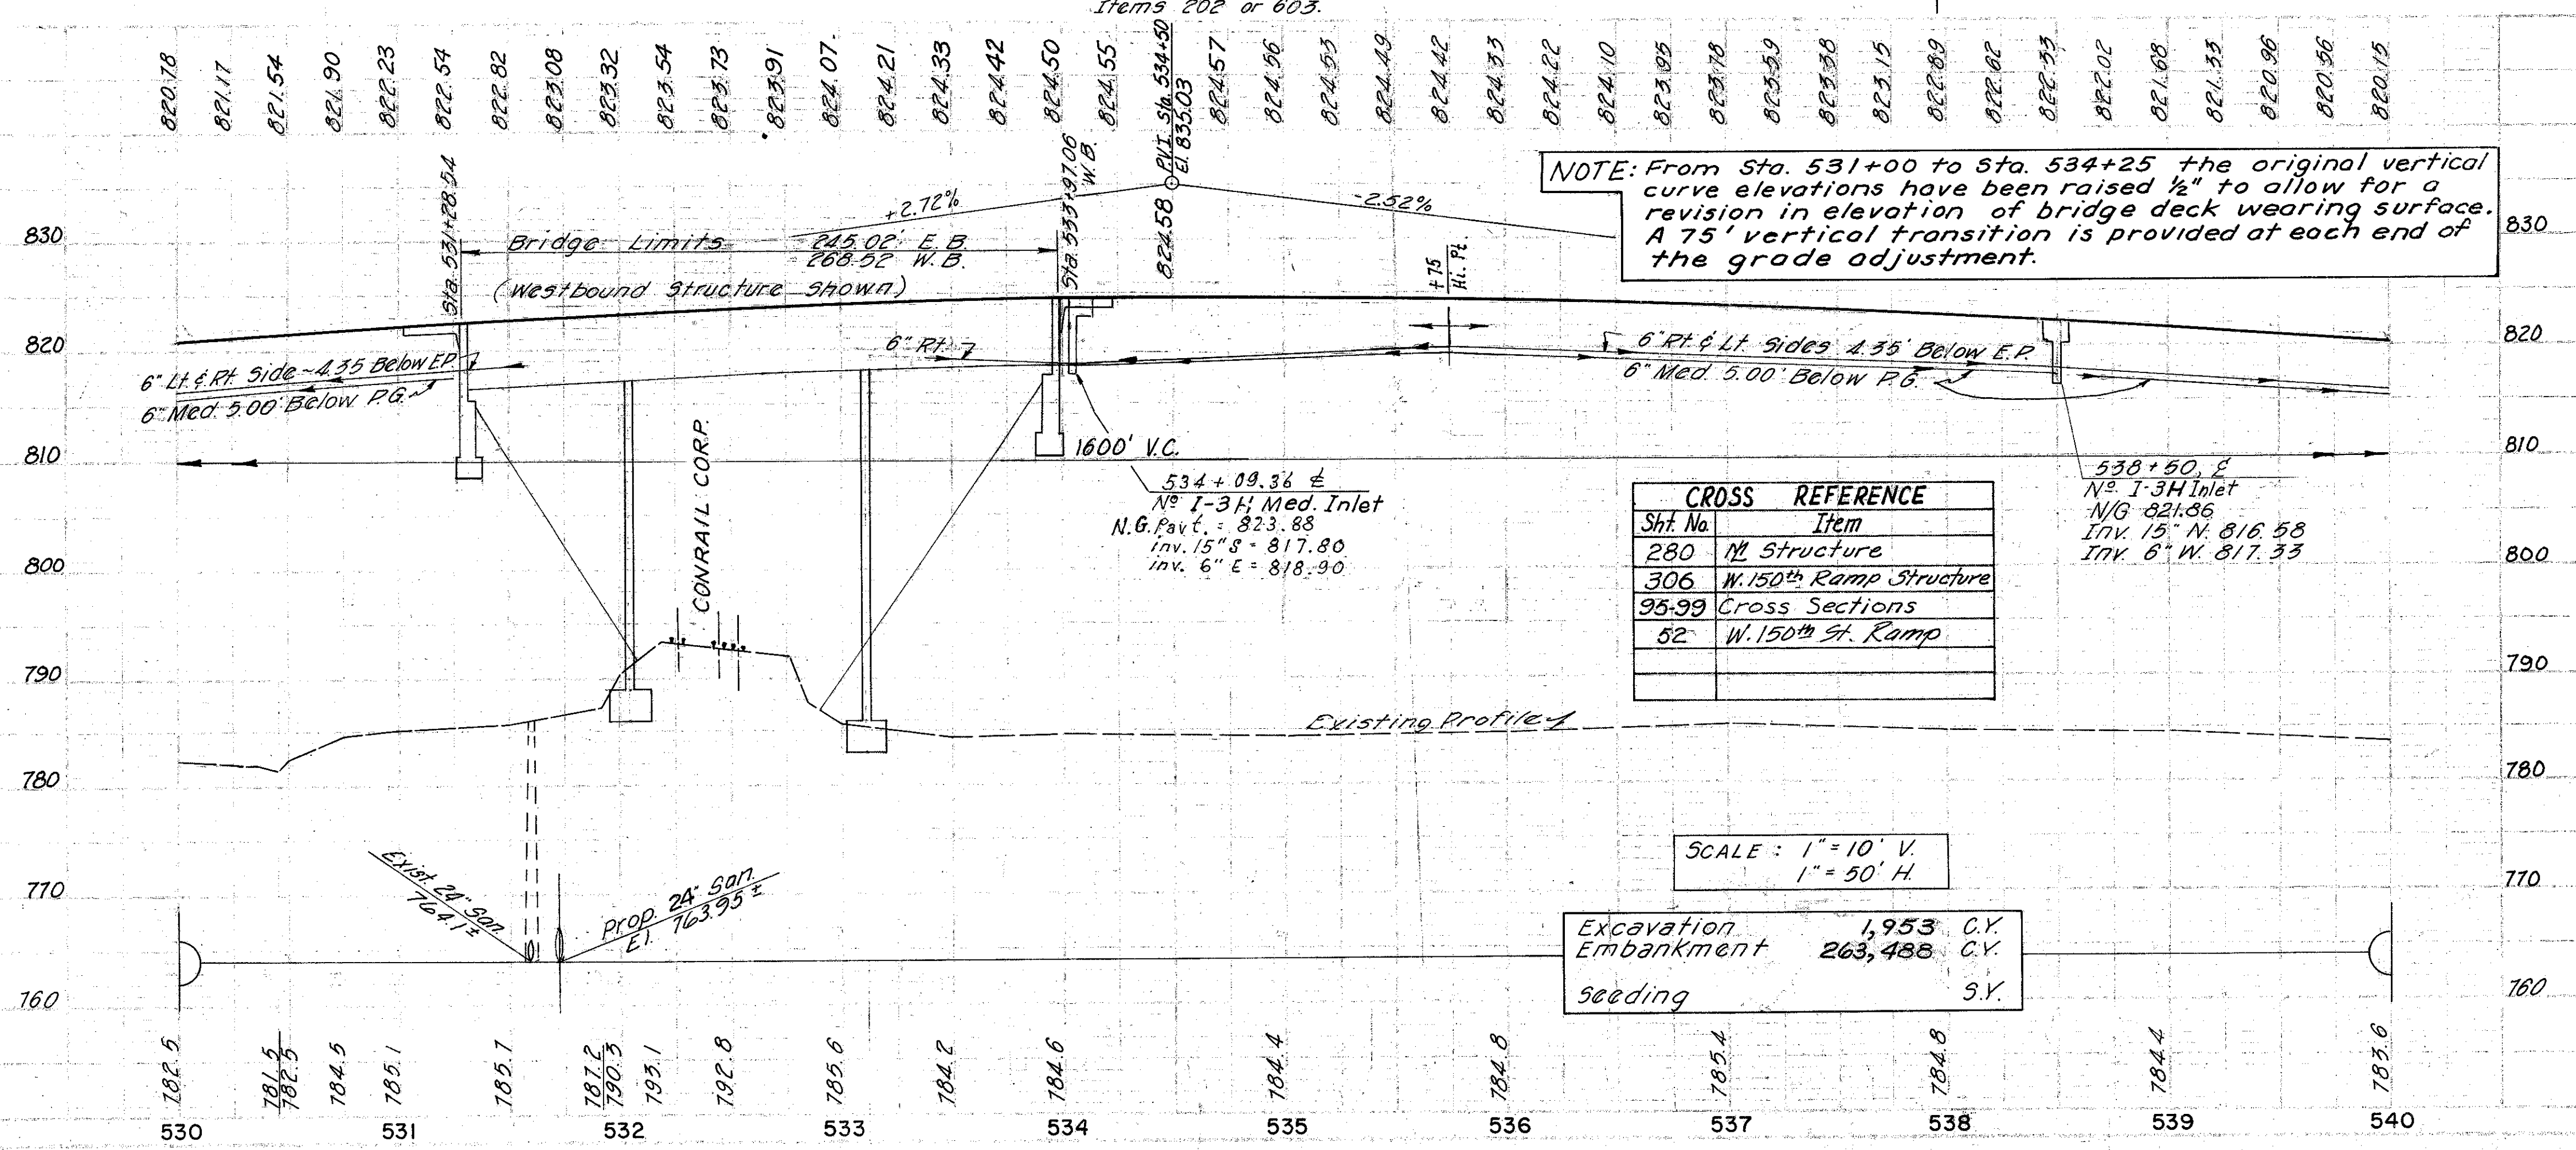 Items 202 or 603.
820.78 821.17 821.54 821.90 822.23 822.54 822.82 823.08 823.32 823.54 823.73 823.91 824.07 824.21 824.33 824.42 824.50 824.55 824.58 824.57 824.56 824.53 824.49 824.42 824.33 824.22 824.10 823.95 823.78 823.59 823.38 823.15 822.89 822.62 822.33 822.02 821.68 821.33 820.96 820.56 820.15
PVI Sta. 534+50
El. 835.03
Sta. 531+28.54
Sta. 533+97.06
W.B.
+2.72%
-2.52%
NOTE: From Sta. 531+00 to Sta. 534+25 the original vertical
curve elevations have been raised ½" to allow for a
revision in elevation of bridge deck wearing surface.
A 75' vertical transition is provided at each end of
the grade adjustment.
830 830
Bridge Limits 245.02' E.B.
268.52 W.B.
(Westbound Structure Shown)
+75
Hi. Pt.
820 820
6" Lt. & Rt. Side - 4.35 Below E.P.
6" Med. 5.00' Below P.G.
6" Rt.
6" Rt. & Lt. Sides 4.35' Below E.P.
6" Med. 5.00' Below P.G.
810 810
1600' V.C.
534 + 09.36 ⅊
Nº I-3H, Med. Inlet
N.G. Pavt. = 823.88
inv. 15" S = 817.80
inv. 6" E = 818.90
538 + 50, ⅊
Nº I-3H Inlet
N/G 821.86
Inv. 15" N. 816.58
Inv. 6" W. 817.33
CONRAIL CORP.
CROSS REFERENCE
Sht. No. Item
280 Structure
306 W. 150th Ramp Structure
95-99 Cross Sections
52 W. 150th St. Ramp
800 800
790 790
Existing Profile
780 780
SCALE: 1" = 10' V.
1" = 50' H.
770 770
Exist. 24" San.
764.1±
Prop. 24" San.
El. 763.95±
Excavation 1,953 C.Y.
Embankment 263,488 C.Y.
Seeding S.Y.
760 760
782.5 781.5 782.5 784.5 785.1 785.7 787.2 790.3 793.1 792.8 785.6 784.2 784.6 784.4 784.8 785.4 784.8 784.4 783.6
530 531 532 533 534 535 536 537 538 539 540